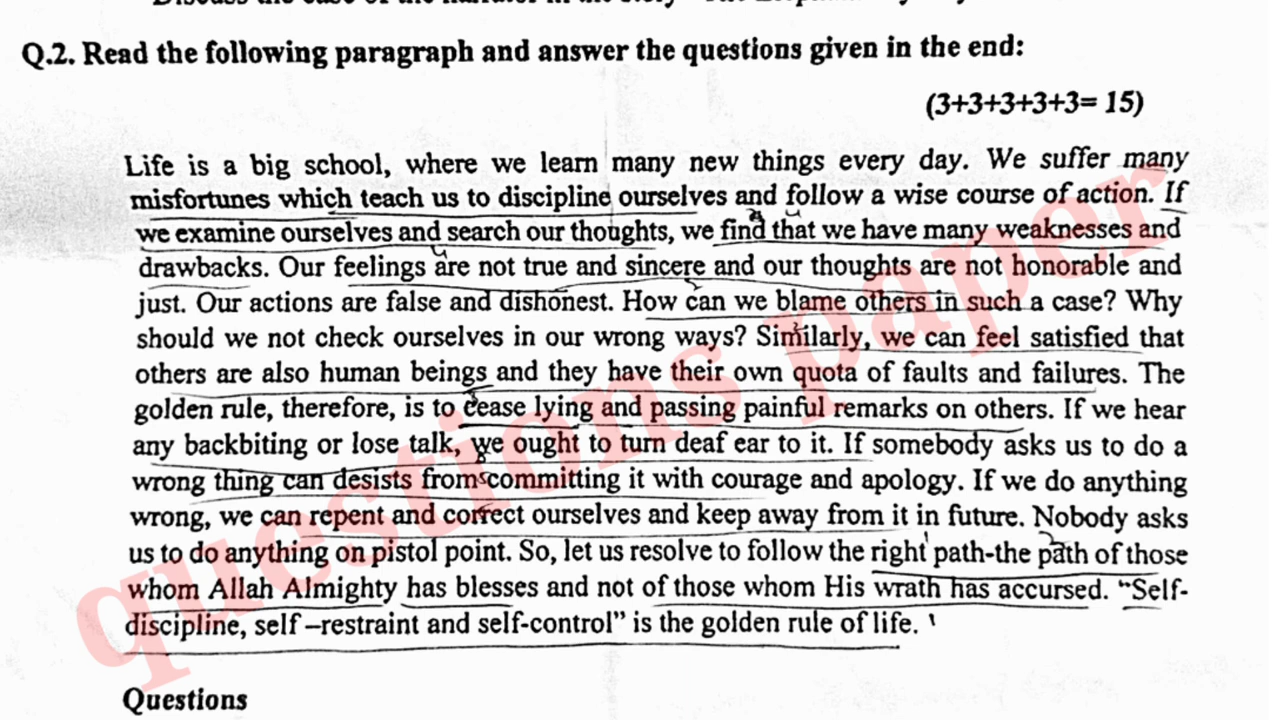 Q.2. Read the following paragraph and answer the questions given in the end:
(3+3+3+3+3= 15)
Life is a big school, where we learn many new things every day. We suffer many
misfortunes which teach us to discipline ourselves and follow a wise course of action. If
we examine ourselves and search our thoughts, we find that we have many weaknesses and
drawbacks. Our feelings are not true and sincere and our thoughts are not honorable and
just. Our actions are false and dishonest. How can we blame others in such a case? Why
should we not check ourselves in our wrong ways? Similarly, we can feel satisfied that
others are also human beings and they have their own quota of faults and failures. The
golden rule, therefore, is to cease lying and passing painful remarks on others. If we hear
any backbiting or lose talk, we ought to turn deaf ear to it. If somebody asks us to do a
wrong thing can desists from committing it with courage and apology. If we do anything
wrong, we can repent and correct ourselves and keep away from it in future. Nobody asks
us to do anything on pistol point. So, let us resolve to follow the right path-the path of those
whom Allah Almighty has blesses and not of those whom His wrath has accursed. "Self-
discipline, self –restraint and self-control" is the golden rule of life.
Questions
questions paper